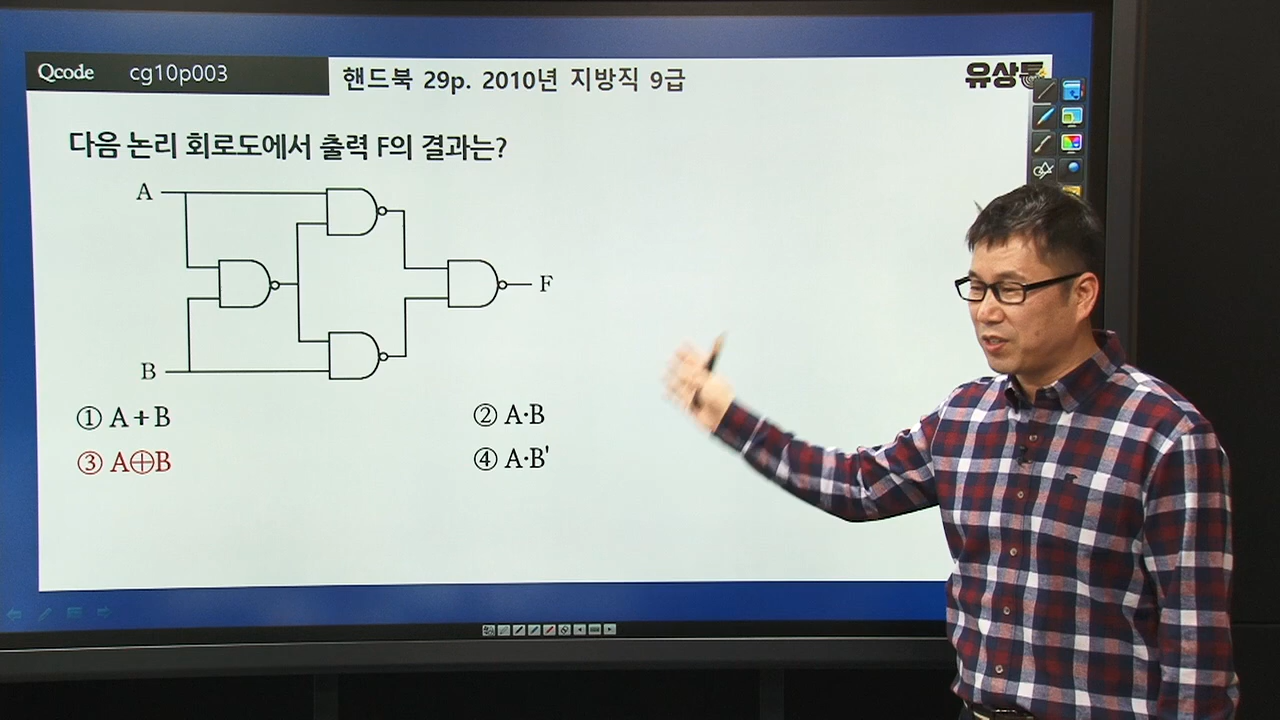 Qcode cg10p003 핸드북 29p. 2010년 지방직 9급 유상통
다음 논리 회로도에서 출력 F의 결과는?
A
F
B
① A+B ② A·B
③ A⊕B ④ A·B'